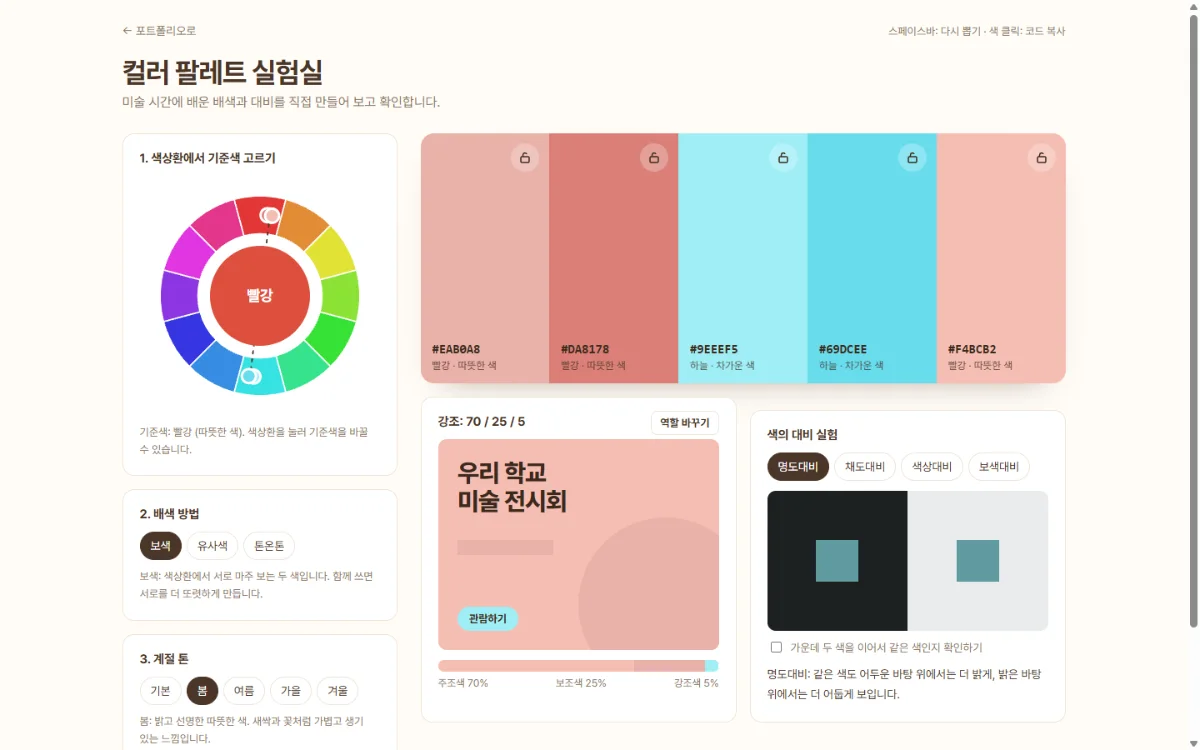 ← 포트폴리오로
스페이스바: 다시 뽑기 · 색 클릭: 코드 복사
컬러 팔레트 실험실
미술 시간에 배운 배색과 대비를 직접 만들어 보고 확인합니다.
1. 색상환에서 기준색 고르기
빨강
기준색: 빨강 (따뜻한 색). 색상환을 눌러 기준색을 바꿀
수 있습니다.
2. 배색 방법
보색 유사색 톤온톤
보색: 색상환에서 서로 마주 보는 두 색입니다. 함께 쓰면
서로를 더 또렷하게 만듭니다.
3. 계절 톤
기본 봄 여름 가을 겨울
봄: 밝고 선명한 따뜻한 색. 새싹과 꽃처럼 가볍고 생기
있는 느낌입니다.
#EAB0A8 #DA8178 #9EEEF5 #69DCEE #F4BCB2
빨강 · 따뜻한 색 빨강 · 따뜻한 색 하늘 · 차가운 색 하늘 · 차가운 색 빨강 · 따뜻한 색
강조: 70 / 25 / 5 역할 바꾸기
우리 학교
미술 전시회
관람하기
주조색 70% 보조색 25% 강조색 5%
색의 대비 실험
명도대비 채도대비 색상대비 보색대비
가운데 두 색을 이어서 같은 색인지 확인하기
명도대비: 같은 색도 어두운 바탕 위에서는 더 밝게, 밝은 바탕
위에서는 더 어둡게 보입니다.